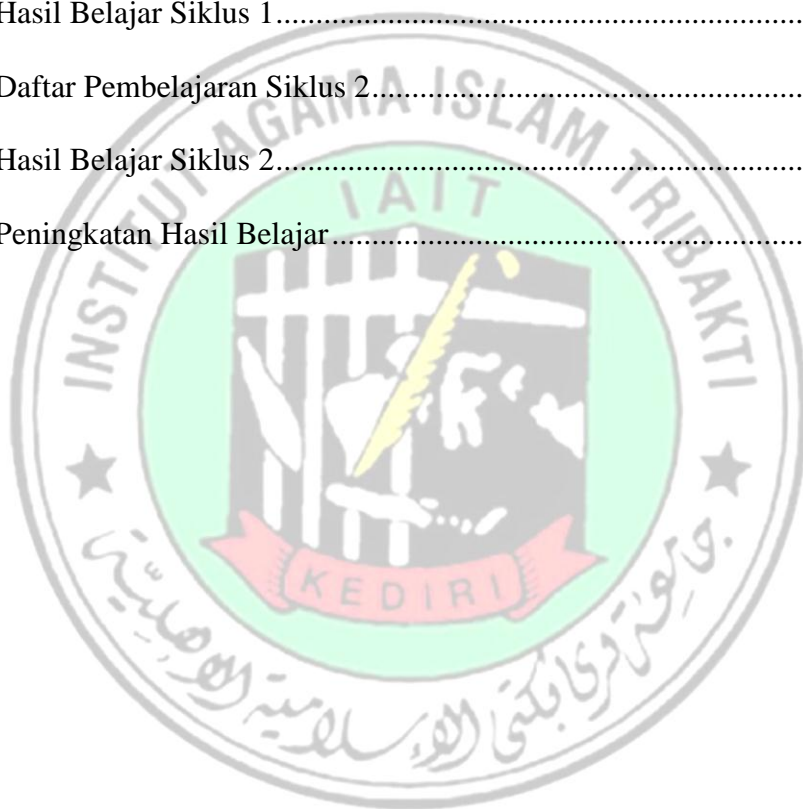 Hasil Belajar Siklus 1..........................................................................
Daftar Pembelajaran Siklus 2..............................................................
Hasil Belajar Siklus 2..........................................................................
Peningkatan Hasil Belajar...................................................................
INSTITUT AGAMA ISLAM TRIBAKTI
IAIT
KEDIRI